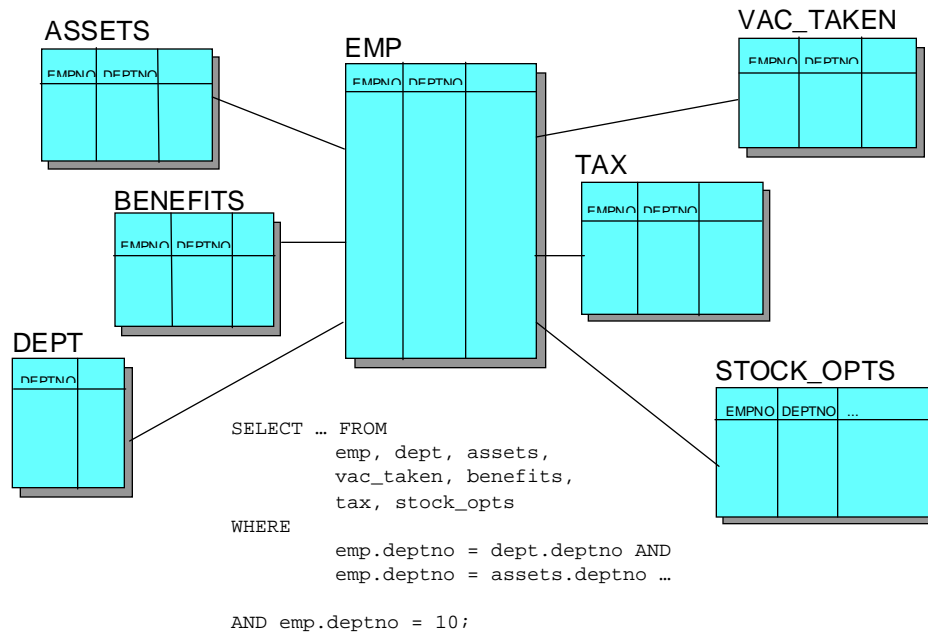 ASSETS
EMPNO DEPTNO
EMP
EMPNO DEPTNO
VAC_TAKEN
EMPNO DEPTNO
TAX
EMPNO DEPTNO
BENEFITS
EMPNO DEPTNO
DEPT
DEPTNO
STOCK_OPTS
EMPNO DEPTNO ...
SELECT … FROM
emp, dept, assets,
vac_taken, benefits,
tax, stock_opts
WHERE
emp.deptno = dept.deptno AND
emp.deptno = assets.deptno …
AND emp.deptno = 10;